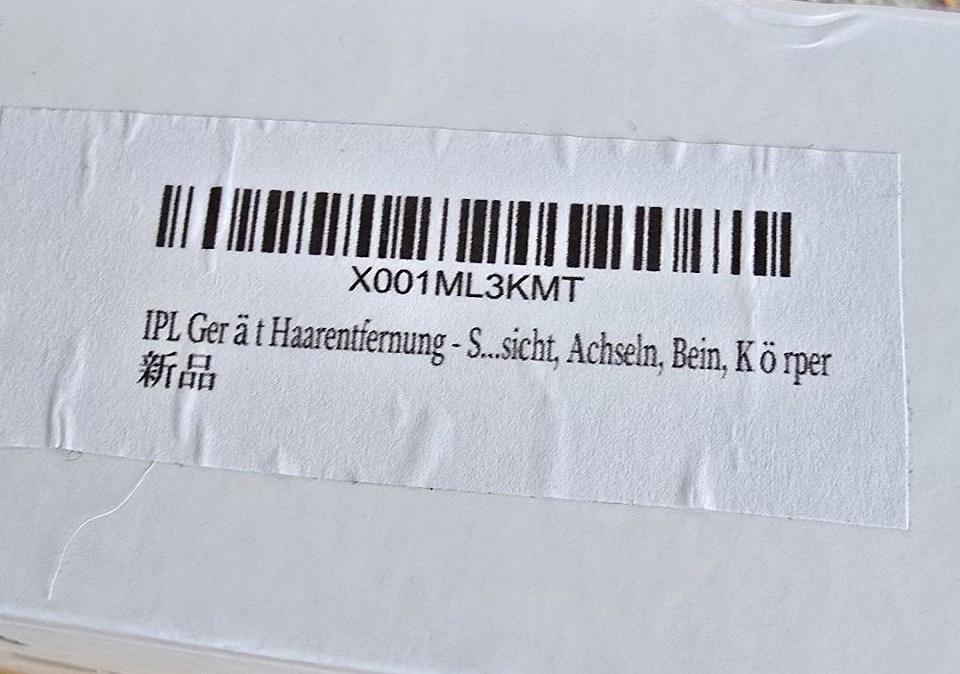 X001ML3KMT
IPL Ger ä t Haarentfernung - S...sicht, Achseln, Bein, K ö rper
新品